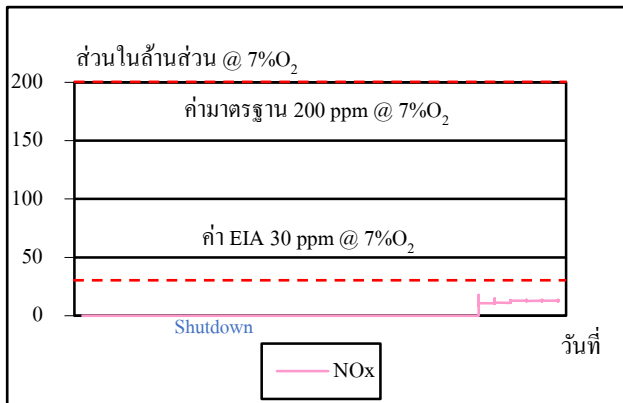 ส่วนในล้านส่วน @ 7%O₂
200
ค่ามาตรฐาน 200 ppm @ 7%O₂
150
100
ค่า EIA 30 ppm @ 7%O₂
50
0
Shutdown
วันที่
NOx